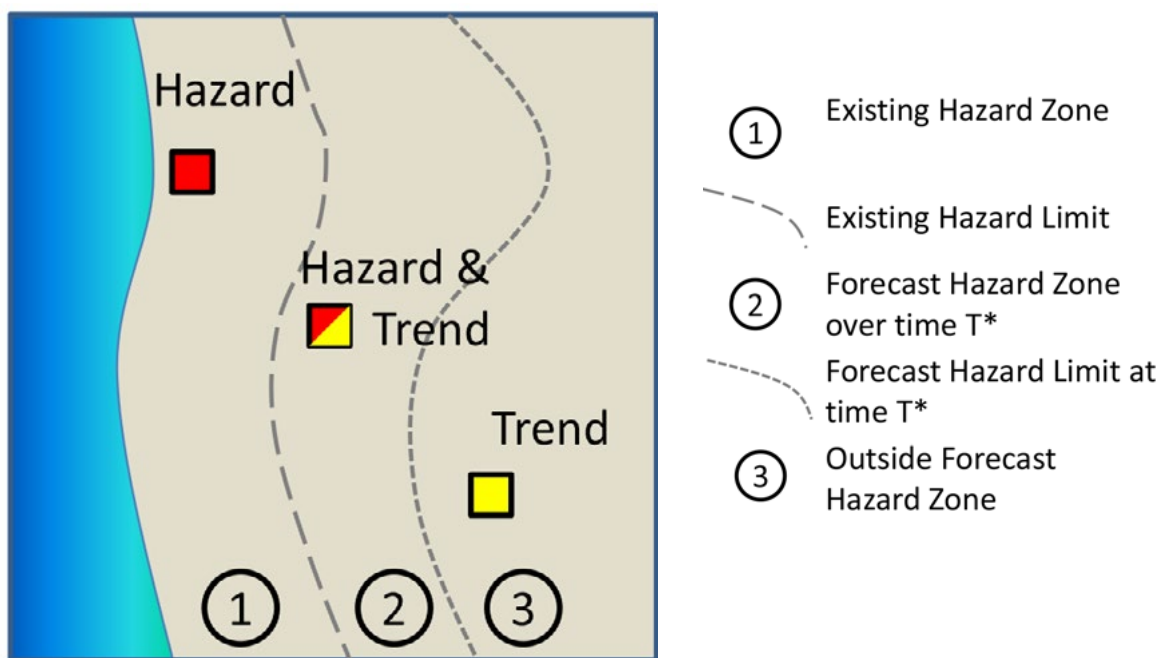 Hazard
Hazard &
Trend
Trend
1
2
3
1
Existing Hazard Zone
Existing Hazard Limit
2
Forecast Hazard Zone
over time T*
Forecast Hazard Limit at
time T*
3
Outside Forecast
Hazard Zone